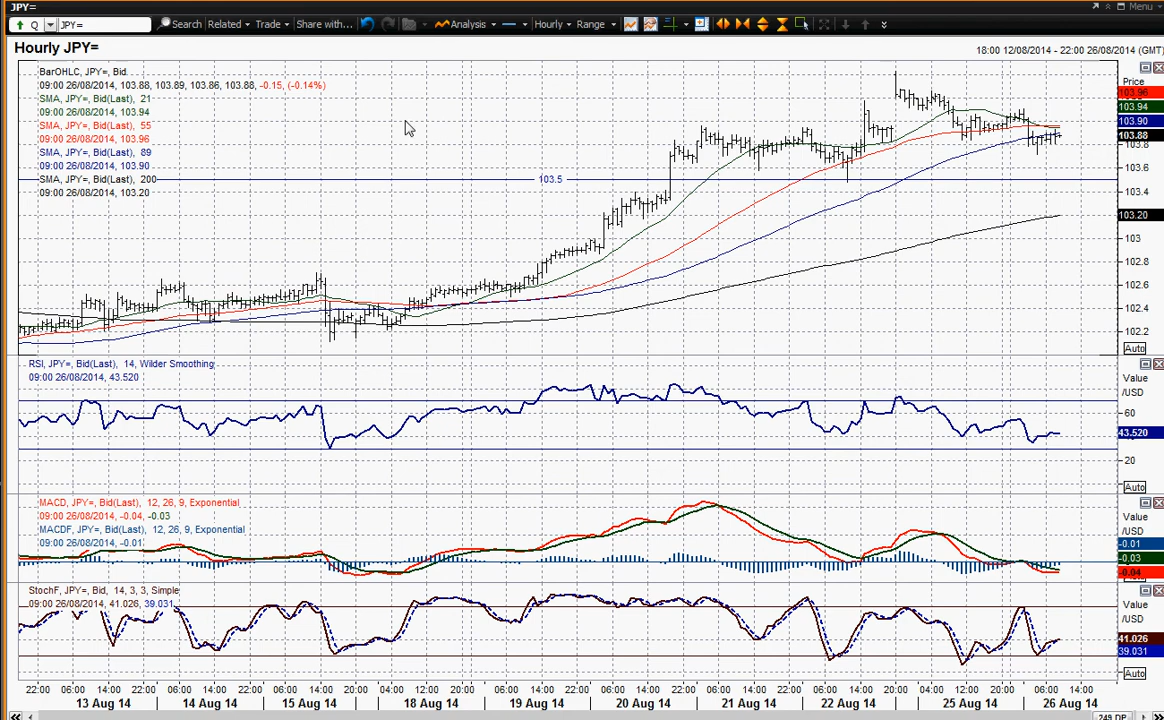 JPY=
Menu
Q JPY= Search Related Trade Share with... Analysis Hourly Range
Hourly JPY=
18:00 12/08/2014 - 22:00 26/08/2014 (GMT)
BarOHLC, JPY=, Bid
09:00 26/08/2014, 103.88, 103.89, 103.86, 103.88, -0.15, (-0.14%)
SMA, JPY=, Bid(Last), 21
09:00 26/08/2014, 103.94
SMA, JPY=, Bid(Last), 55
09:00 26/08/2014, 103.96
SMA, JPY=, Bid(Last), 89
09:00 26/08/2014, 103.90
SMA, JPY=, Bid(Last), 200
09:00 26/08/2014, 103.20
103.5
Price
103.96
103.94
103.90
103.88
103.8
103.6
103.4
103.20
103
102.8
102.6
102.4
102.2
Auto
RSI, JPY=, Bid(Last), 14, Wilder Smoothing
09:00 26/08/2014, 43.520
Value
/USD
60
43.520
20
Auto
MACD, JPY=, Bid(Last), 12, 26, 9, Exponential
09:00 26/08/2014, -0.04, -0.03
MACDF, JPY=, Bid(Last), 12, 26, 9, Exponential
09:00 26/08/2014, -0.01
Value
/USD
-0.01
-0.03
-0.04
StochF, JPY=, Bid, 14, 3, 3, Simple
09:00 26/08/2014, 41.026, 39.031
Value
/USD
41.026
39.031
Auto
22:00 06:00 14:00 22:00 06:00 14:00 22:00 06:00 14:00 20:00 04:00 12:00 20:00 04:00 12:00 20:00 06:00 14:00 22:00 06:00 14:00 22:00 06:00 14:00 20:00 04:00 12:00 20:00 06:00 14:00
13 Aug 14 14 Aug 14 15 Aug 14 18 Aug 14 19 Aug 14 20 Aug 14 21 Aug 14 22 Aug 14 25 Aug 14 26 Aug 14
249 DP